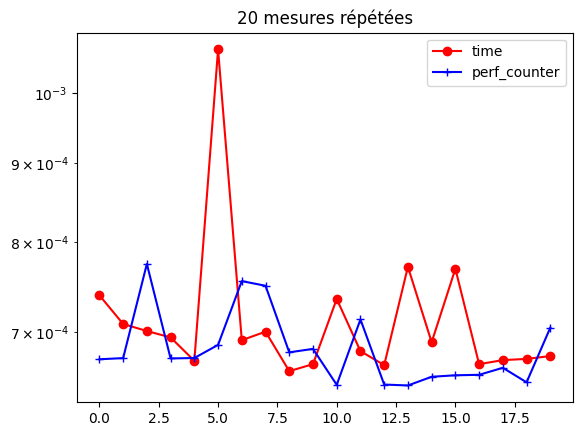 20 mesures répétées
time
perf_counter
10⁻³
9 × 10⁻⁴
8 × 10⁻⁴
7 × 10⁻⁴
0.0 2.5 5.0 7.5 10.0 12.5 15.0 17.5